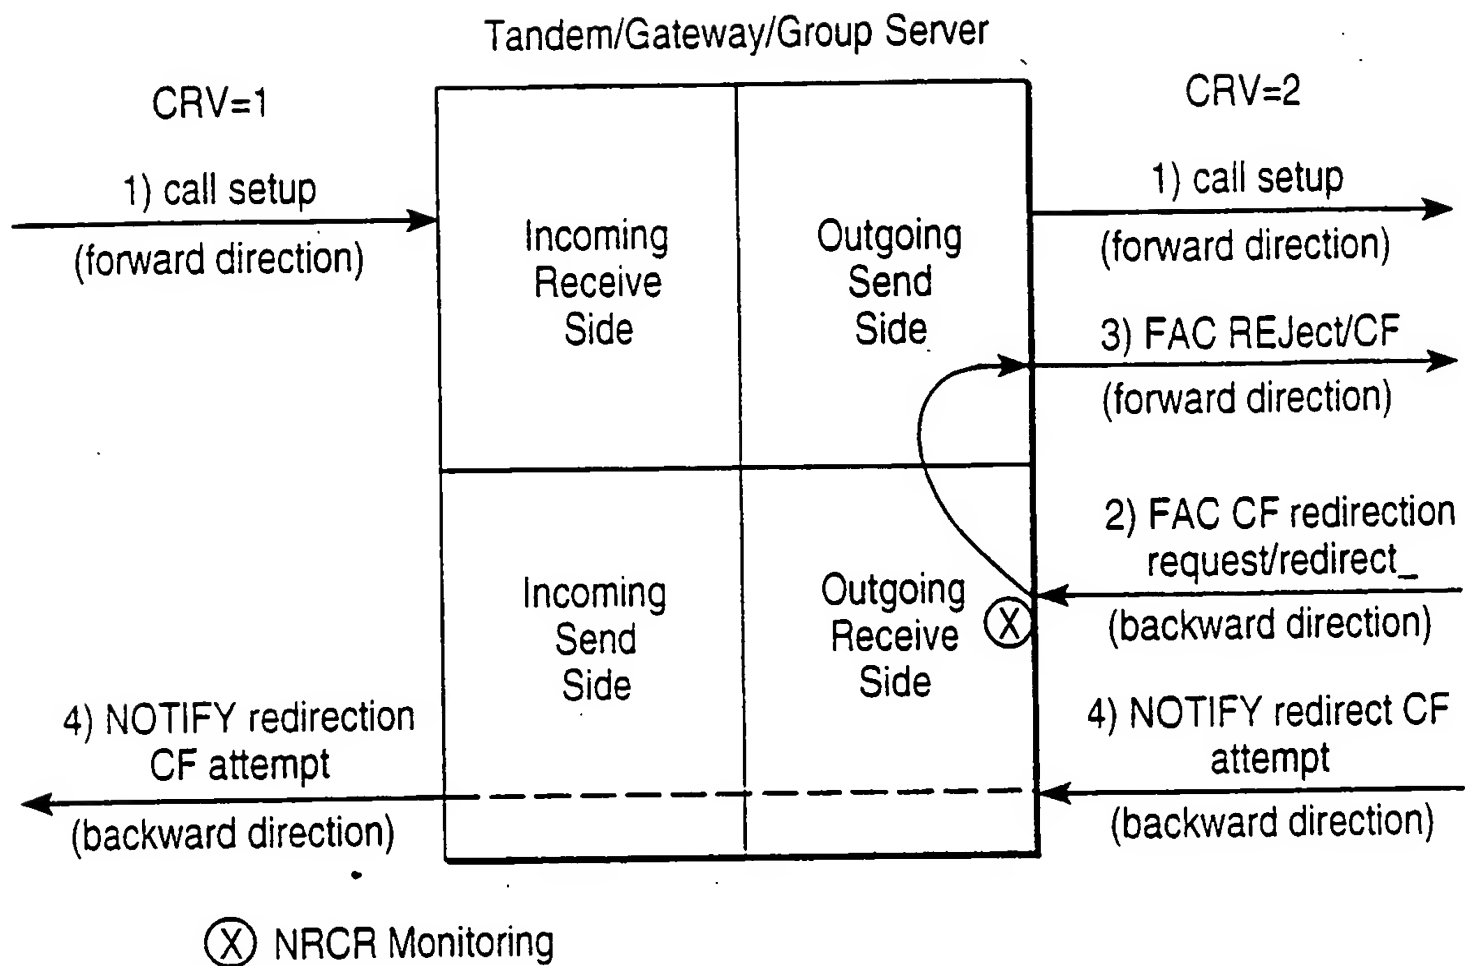 Tandem/Gateway/Group Server
CRV=1
1) call setup
(forward direction)
Incoming
Receive
Side
Outgoing
Send
Side
CRV=2
1) call setup
(forward direction)
3) FAC REJect/CF
(forward direction)
2) FAC CF redirection
request/redirect_
(backward direction)
Incoming
Send
Side
Outgoing
Receive
Side
X
4) NOTIFY redirection
CF attempt
(backward direction)
4) NOTIFY redirect CF
attempt
(backward direction)
X NRCR Monitoring